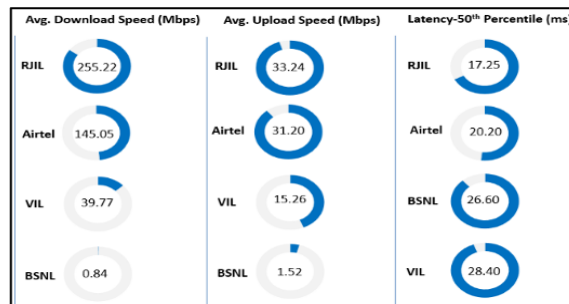 Avg. Download Speed (Mbps)
RJIL 255.22
Airtel 145.05
VIL 39.77
BSNL 0.84
Avg. Upload Speed (Mbps)
RJIL 33.24
Airtel 31.20
VIL 15.26
BSNL 1.52
Latency-50th Percentile (ms)
RJIL 17.25
Airtel 20.20
BSNL 26.60
VIL 28.40